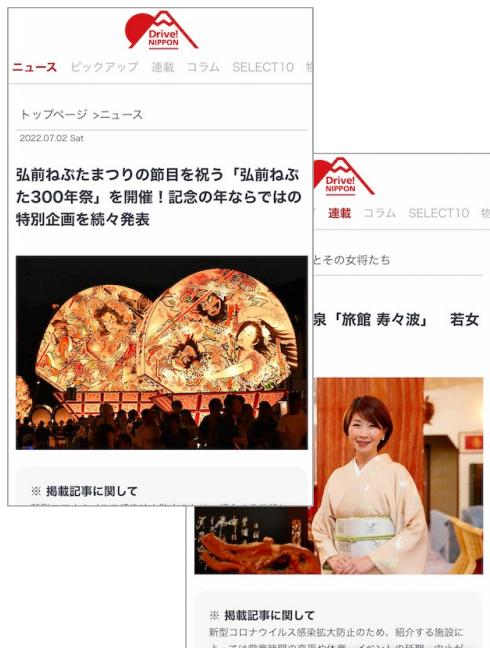 Drive!
NIPPON
ニュース ピックアップ 連載 コラム SELECT10
トップページ >ニュース
2022.07.02 Sat
弘前ねぷたまつりの節目を祝う「弘前ねぷ
た300年祭」を開催！記念の年ならではの
特別企画を続々発表
※ 掲載記事に関して
Drive!
NIPPON
連載 コラム SELECT10 物
とその女将たち
泉「旅館 寿々波」 若女
※ 掲載記事に関して
新型コロナウイルス感染拡大防止のため、紹介する施設に